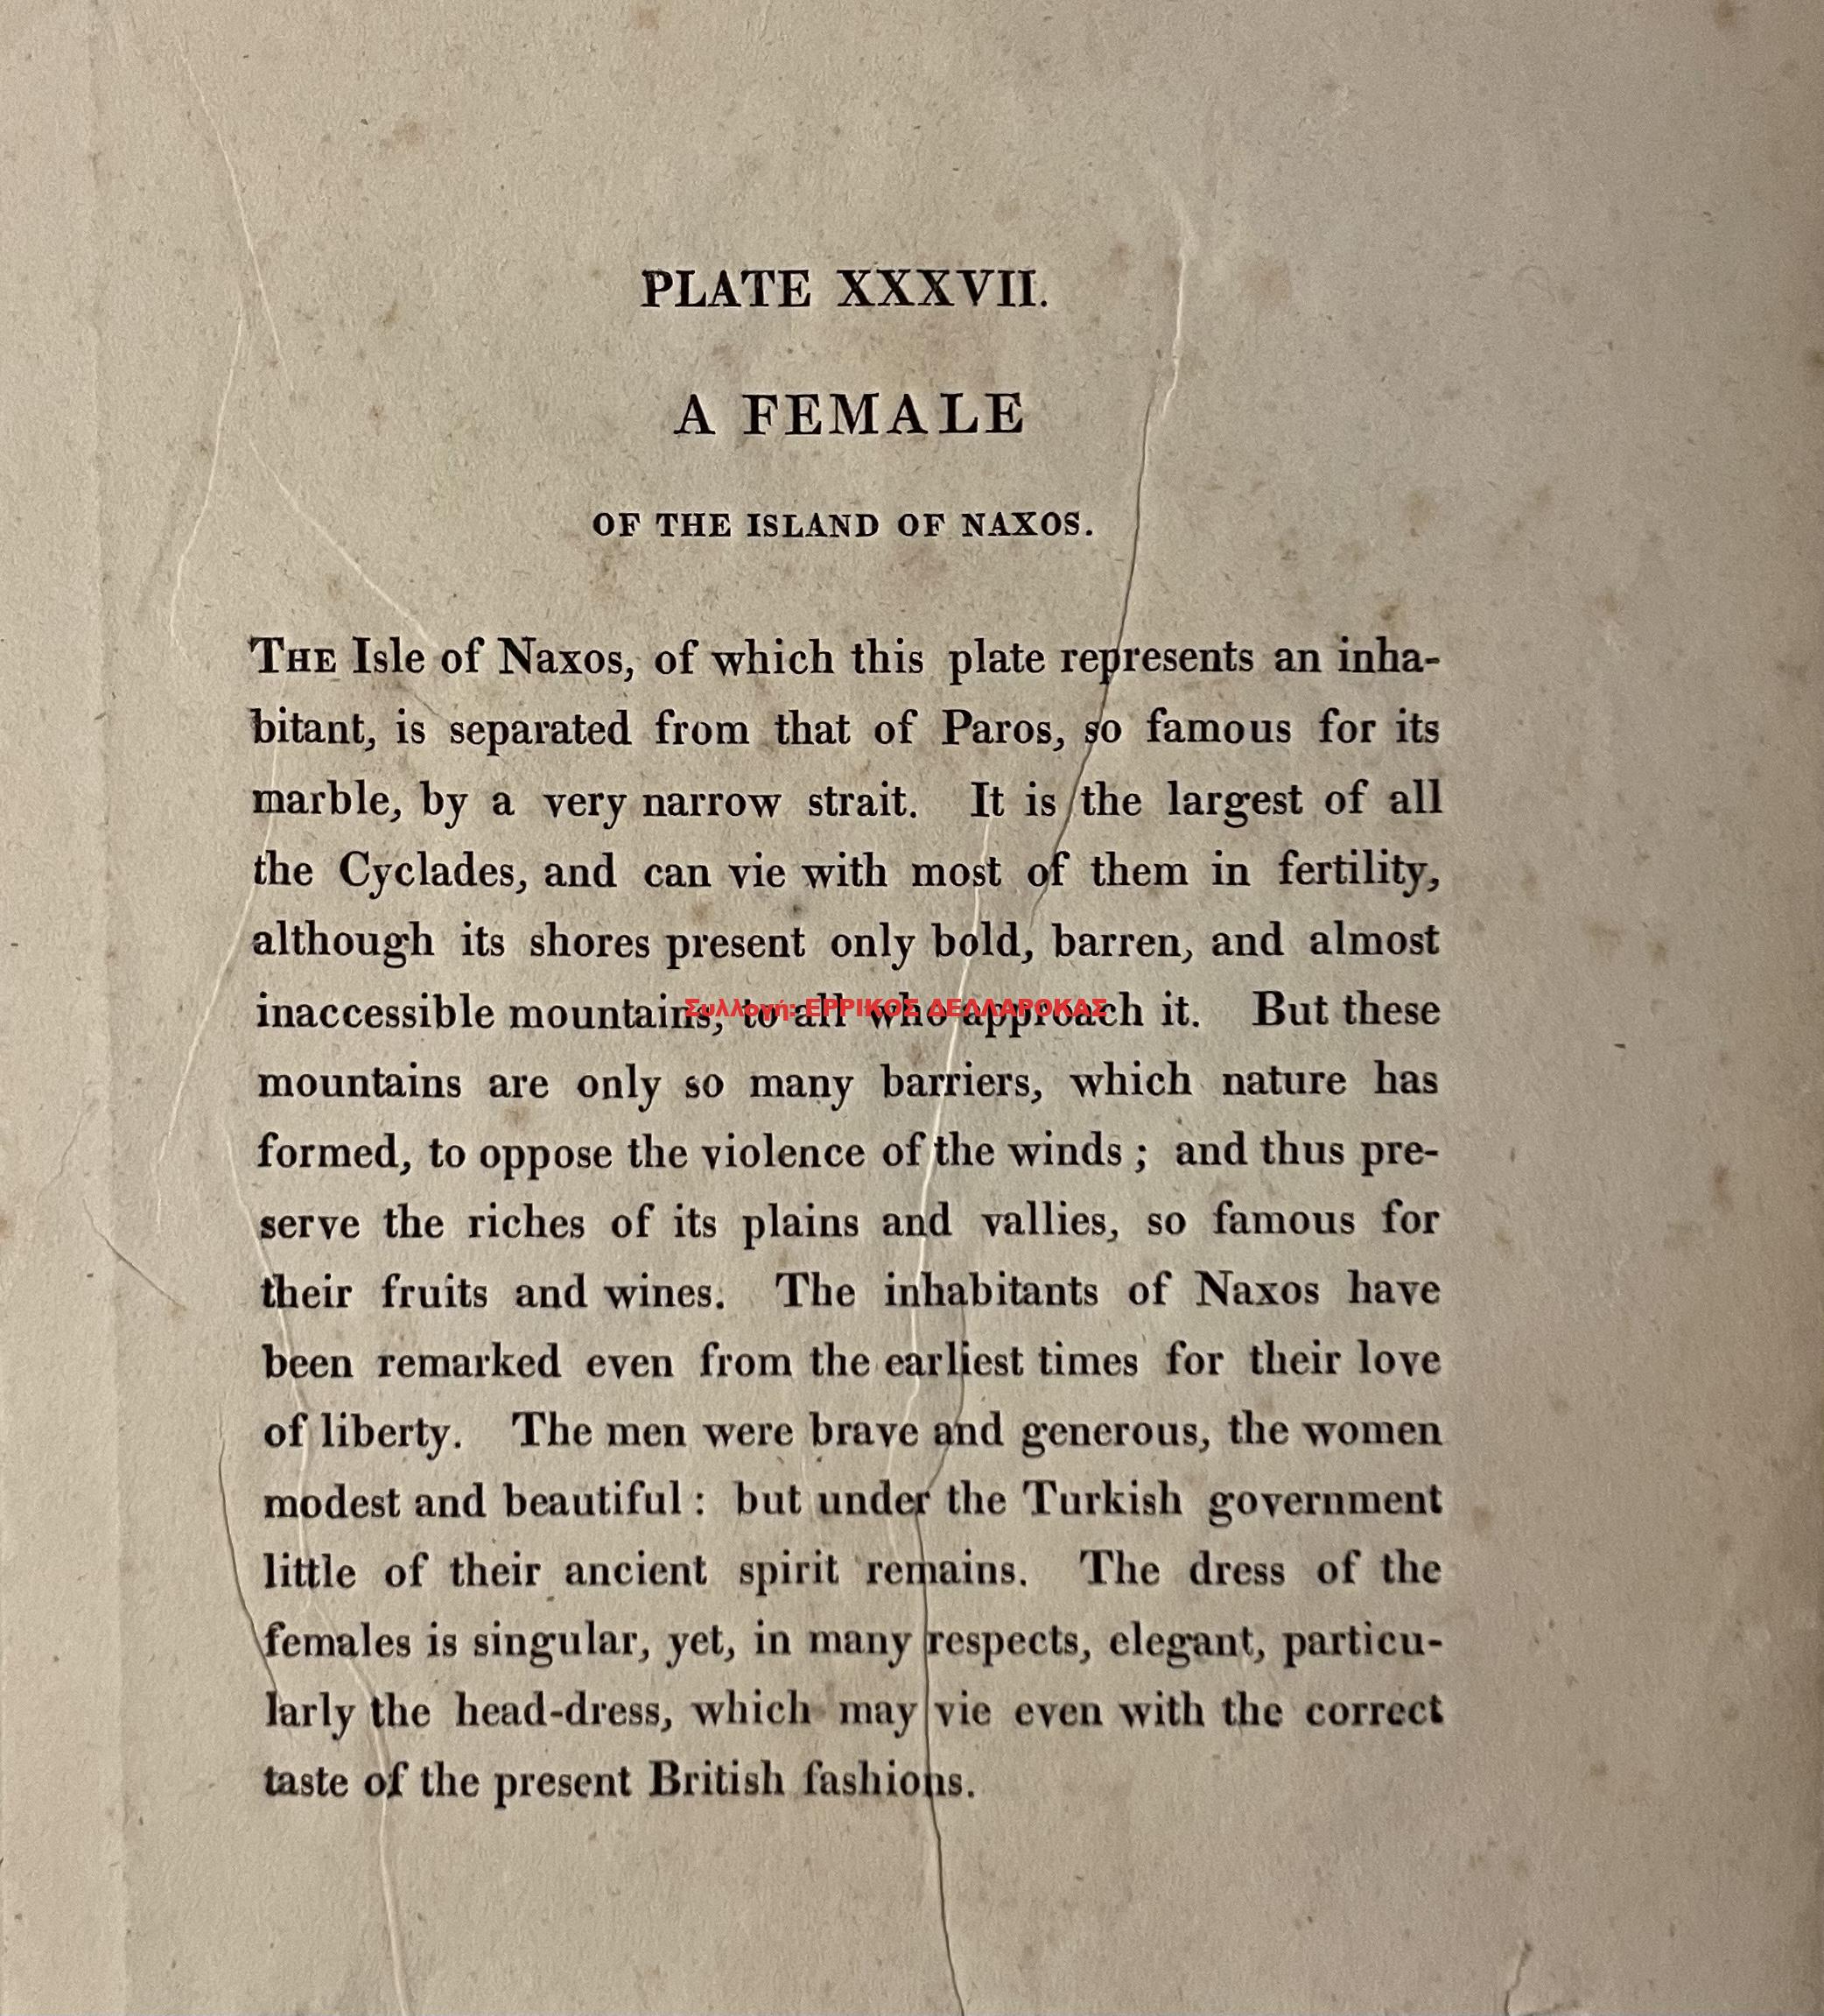 PLATE XXXVII.
A FEMALE
OF THE ISLAND OF NAXOS.
THE Isle of Naxos, of which this plate represents an inha-
bitant, is separated from that of Paros, so famous for its
marble, by a very narrow strait. It is the largest of all
the Cyclades, and can vie with most of them in fertility,
although its shores present only bold, barren, and almost
inaccessible mountains, to all who approach it. But these
Συλλογή: ΕΡΡΙΚΟΣ ΔΕΛΛΑΡΟΚΑΣ
mountains are only so many barriers, which nature has
formed, to oppose the violence of the winds ; and thus pre-
serve the riches of its plains and vallies, so famous for
their fruits and wines. The inhabitants of Naxos have
been remarked even from the earliest times for their love
of liberty. The men were brave and generous, the women
modest and beautiful : but under the Turkish government
little of their ancient spirit remains. The dress of the
females is singular, yet, in many respects, elegant, particu-
larly the head-dress, which may vie even with the correct
taste of the present British fashions.